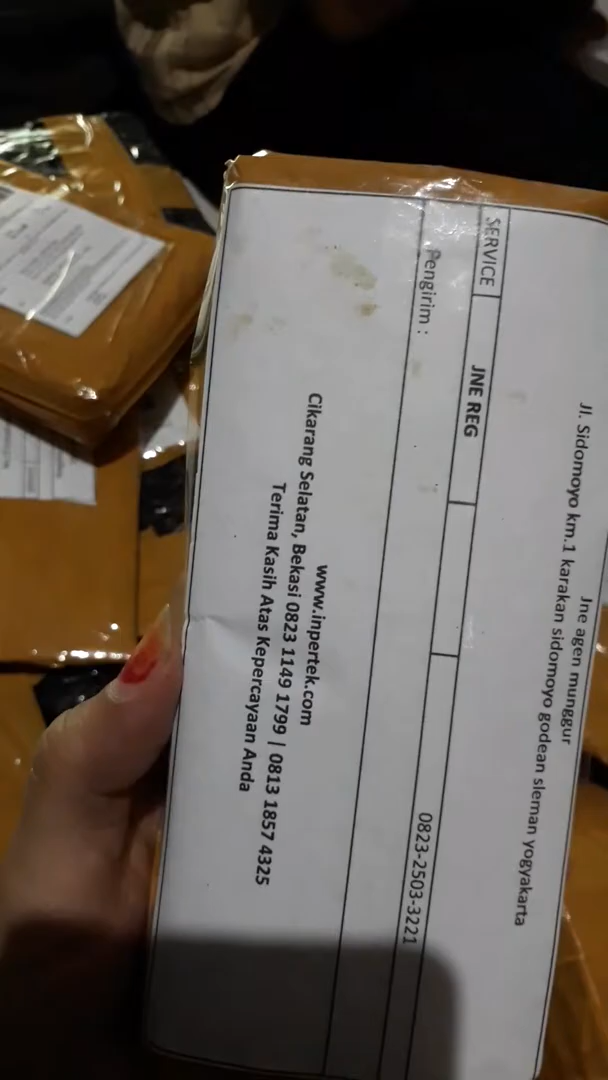 Jne agen munggur
Jl. Sidomoyo km.1 karakan sidomoyo godean sleman yogyakarta
SERVICE JNE REG 0823-2503-3221
Pengirim :
www.inpertek.com
Cikarang Selatan, Bekasi 0823 1149 1799 | 0813 1857 4325
Terima Kasih Atas Kepercayaan Anda